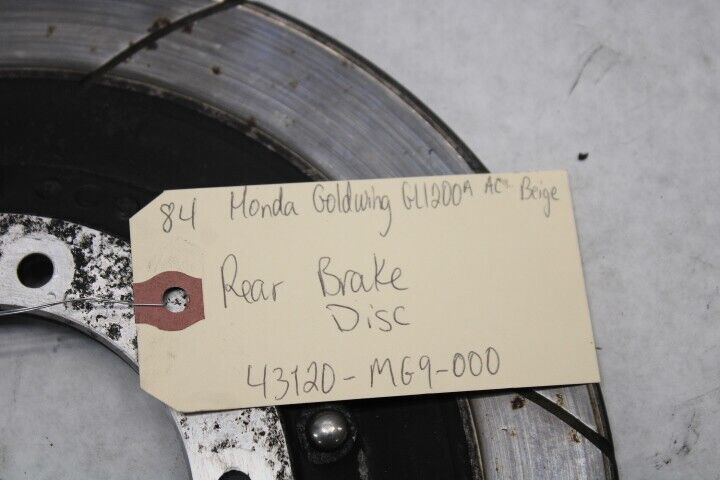 84 Honda Goldwing GL1200A AC Beige
Rear Brake
Disc
43120-MG9-000